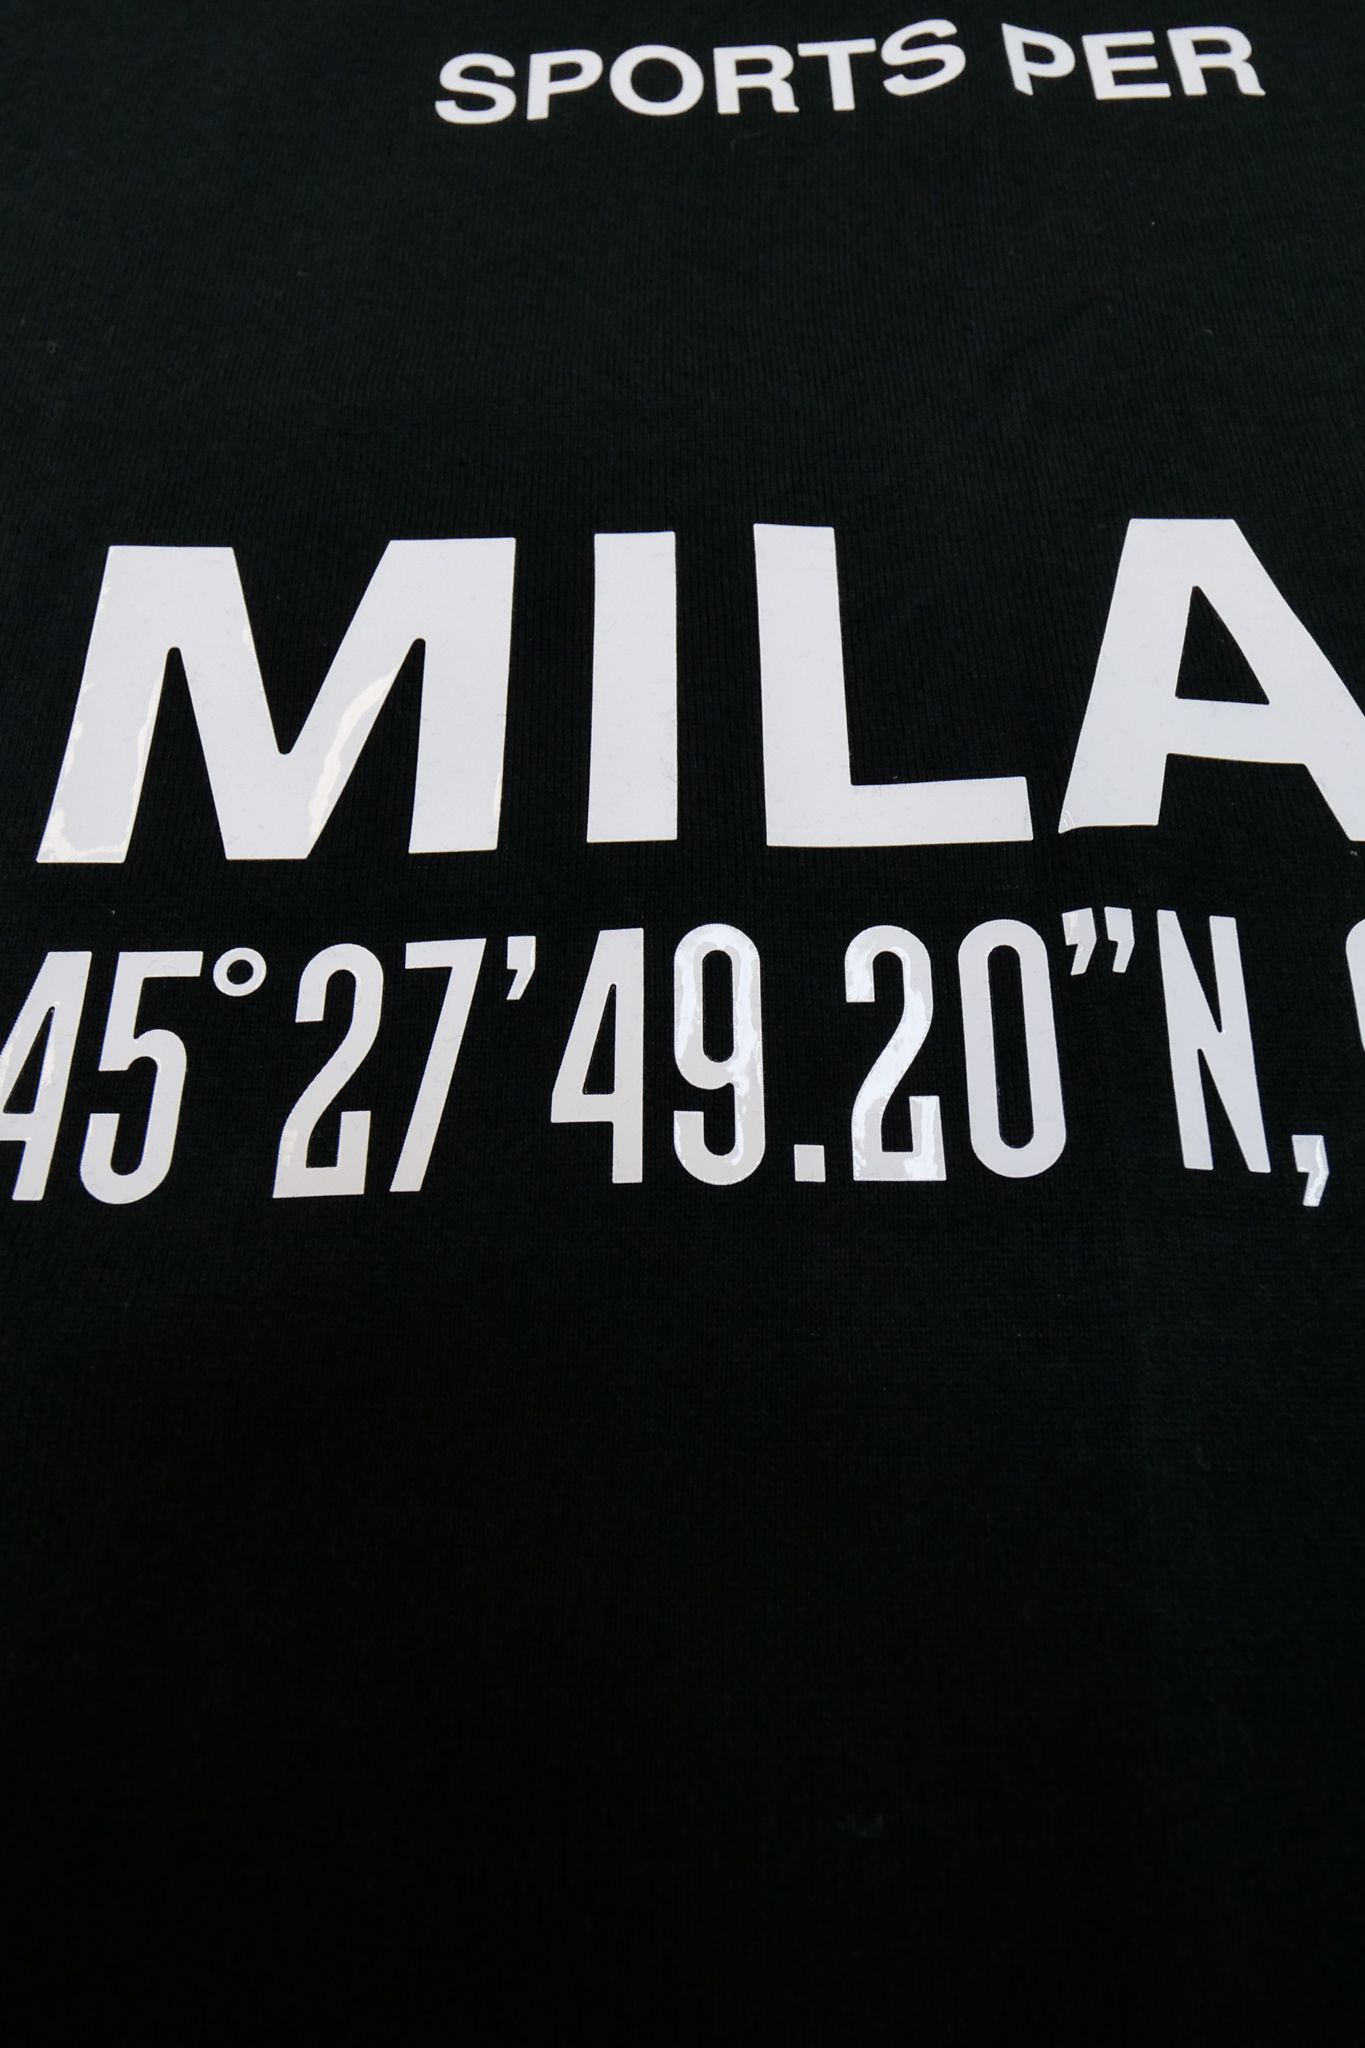 SPORTS PER
MILA
45°27’49.20”N,